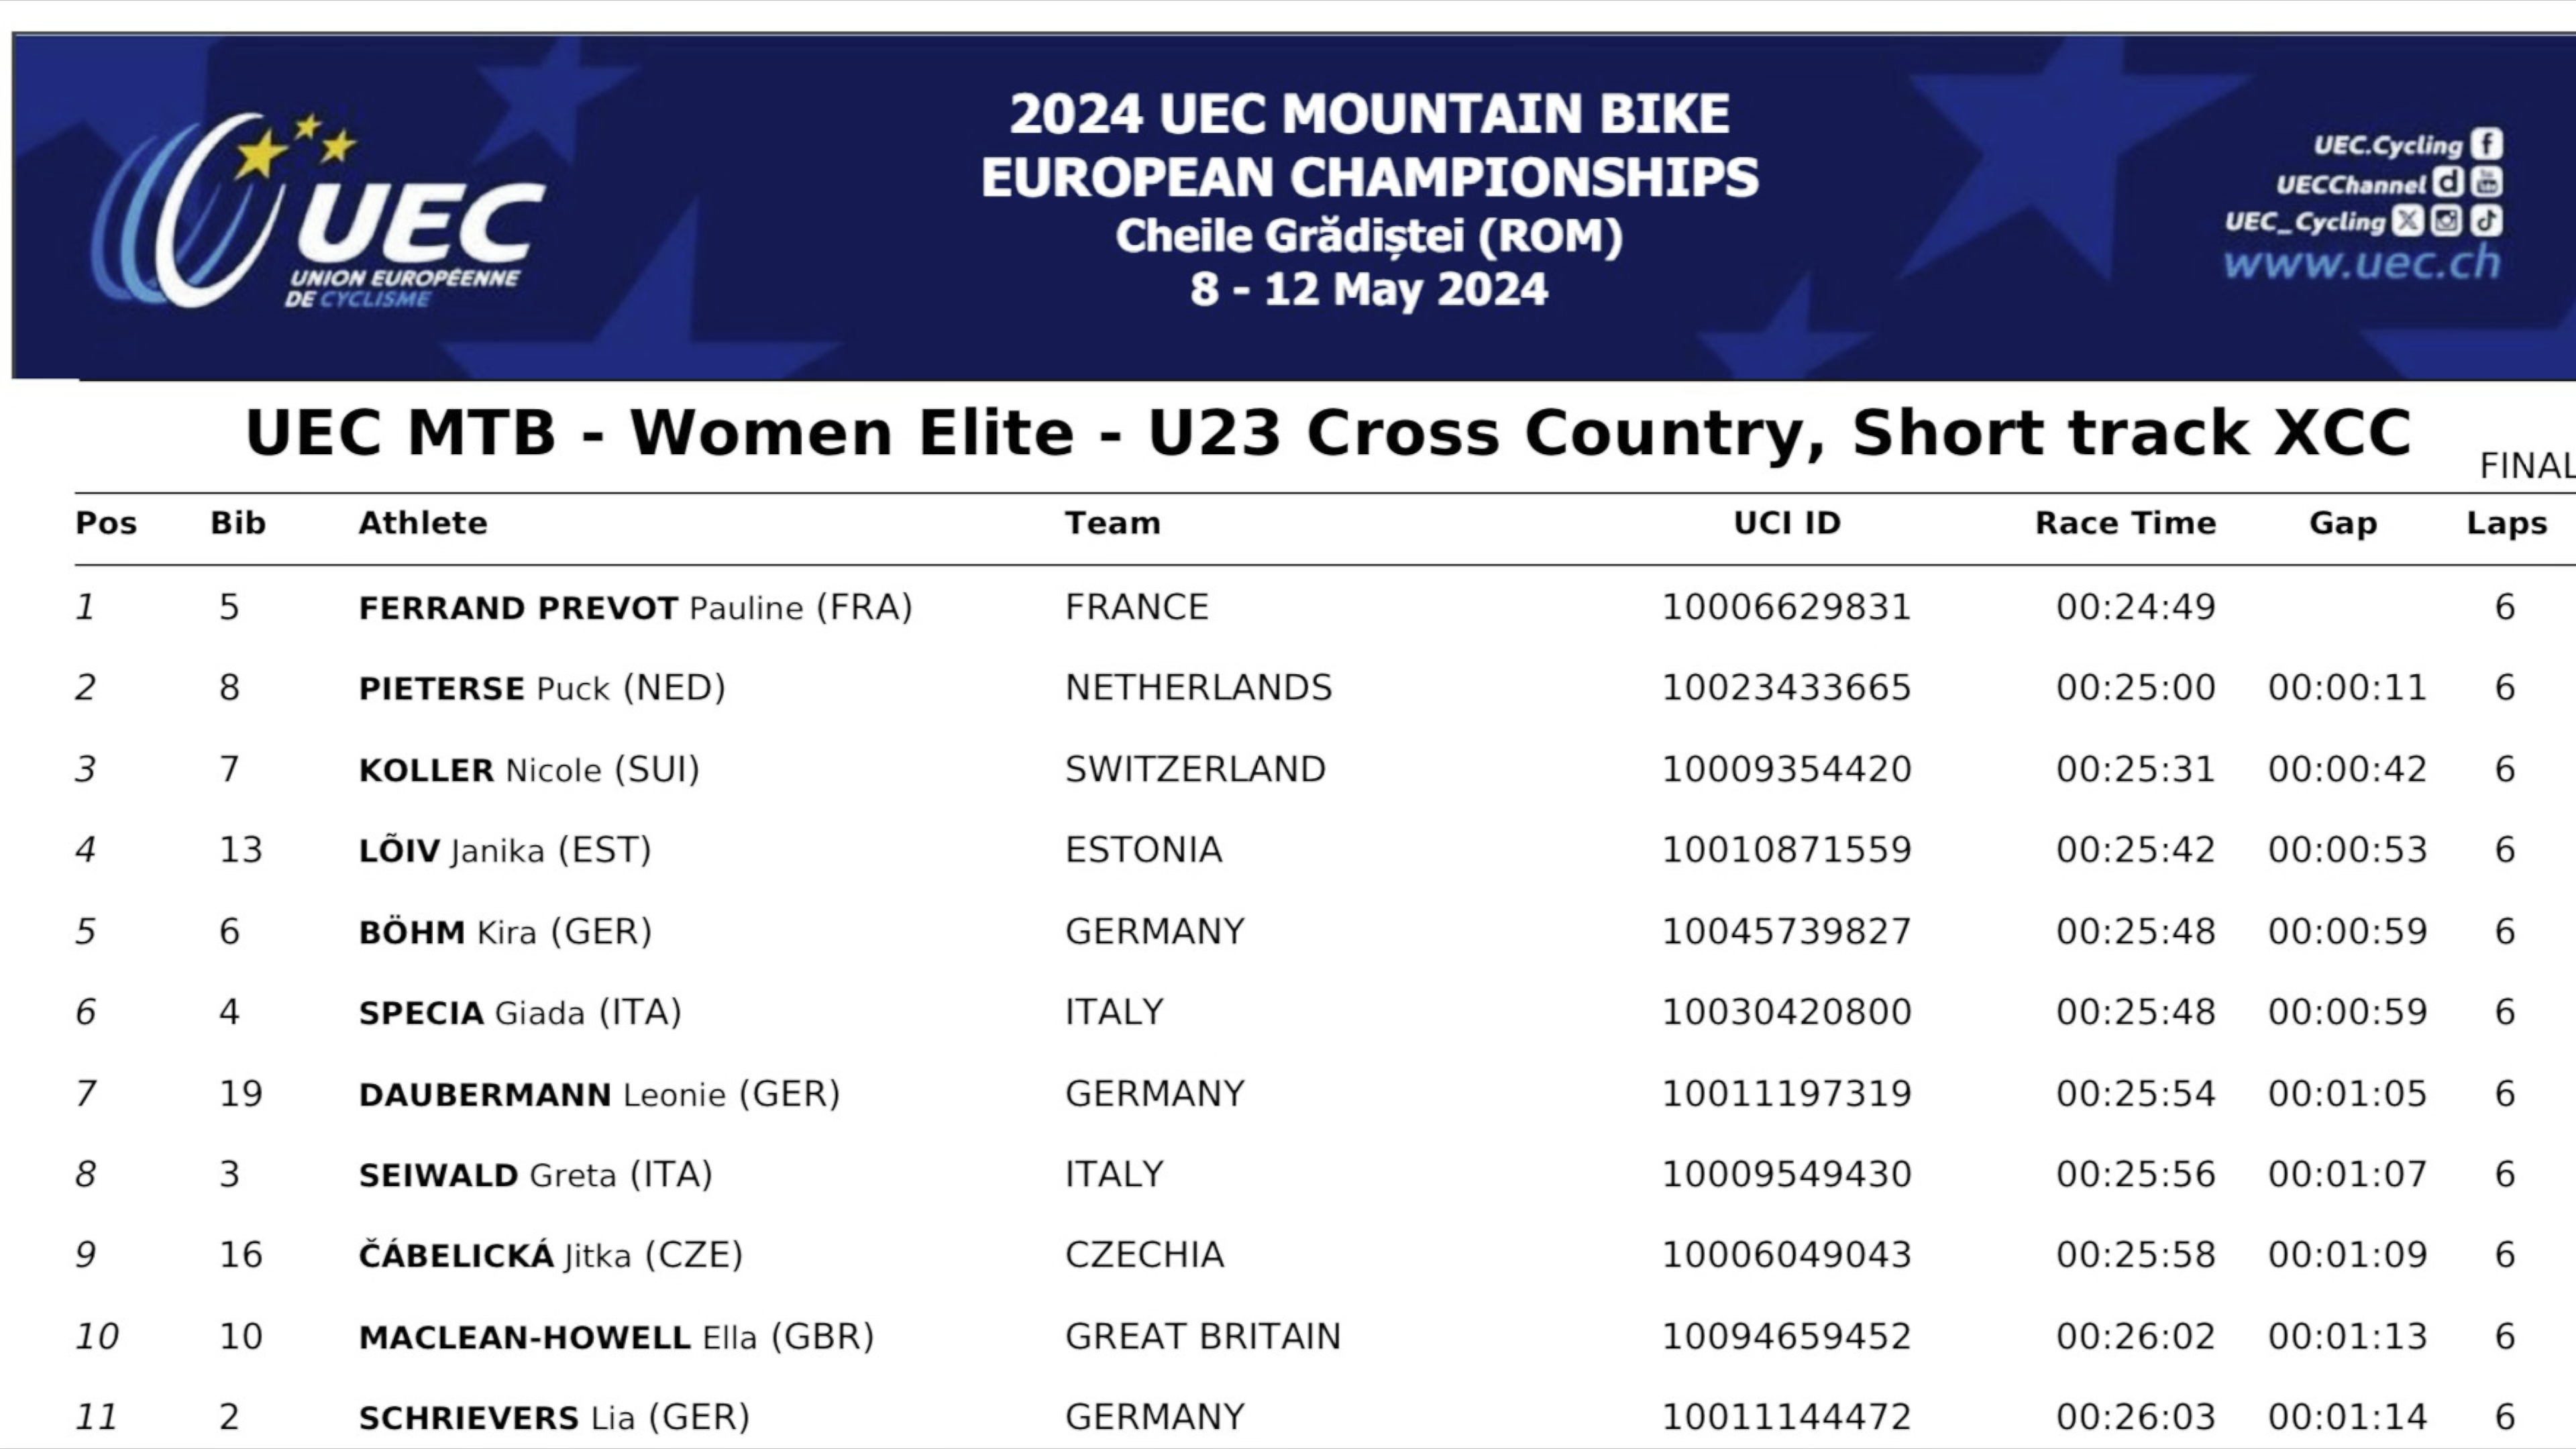 UEC
UNION EUROPÉENNE
DE CYCLISME
2024 UEC MOUNTAIN BIKE
EUROPEAN CHAMPIONSHIPS
Cheile Grădiștei (ROM)
8 - 12 May 2024
UEC.Cycling
UECChannel
UEC_Cycling
www.uec.ch
UEC MTB - Women Elite - U23 Cross Country, Short track XCC
FINAL
Pos Bib Athlete Team UCI ID Race Time Gap Laps
1 5 FERRAND PREVOT Pauline (FRA) FRANCE 10006629831 00:24:49 6
2 8 PIETERSE Puck (NED) NETHERLANDS 10023433665 00:25:00 00:00:11 6
3 7 KOLLER Nicole (SUI) SWITZERLAND 10009354420 00:25:31 00:00:42 6
4 13 LÕIV Janika (EST) ESTONIA 10010871559 00:25:42 00:00:53 6
5 6 BÖHM Kira (GER) GERMANY 10045739827 00:25:48 00:00:59 6
6 4 SPECIA Giada (ITA) ITALY 10030420800 00:25:48 00:00:59 6
7 19 DAUBERMANN Leonie (GER) GERMANY 10011197319 00:25:54 00:01:05 6
8 3 SEIWALD Greta (ITA) ITALY 10009549430 00:25:56 00:01:07 6
9 16 ČÁBELICKÁ Jitka (CZE) CZECHIA 10006049043 00:25:58 00:01:09 6
10 10 MACLEAN-HOWELL Ella (GBR) GREAT BRITAIN 10094659452 00:26:02 00:01:13 6
11 2 SCHRIEVERS Lia (GER) GERMANY 10011144472 00:26:03 00:01:14 6